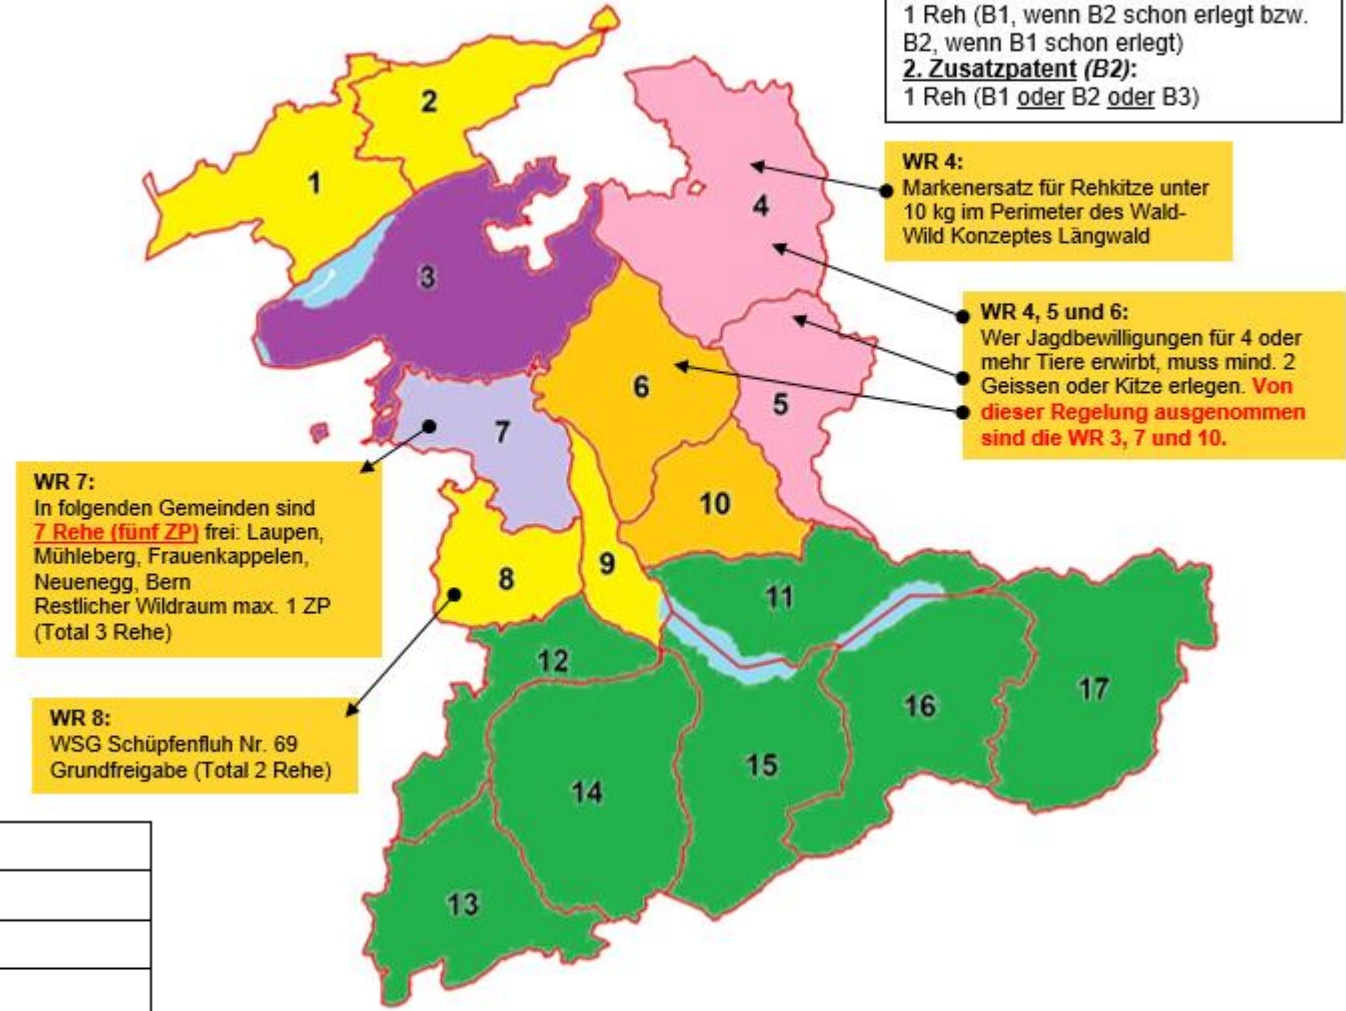 1 Reh (B1, wenn B2 schon erlegt bzw.
B2, wenn B1 schon erlegt)
2. Zusatzpatent (B2):
1 Reh (B1 oder B2 oder B3)
WR 4:
Markenersatz für Rehkitze unter
10 kg im Perimeter des Wald-
Wild Konzeptes Längwald
WR 4, 5 und 6:
Wer Jagdbewilligungen für 4 oder
mehr Tiere erwirbt, muss mind. 2
Geissen oder Kitze erlegen. Von
dieser Regelung ausgenommen
sind die WR 3, 7 und 10.
2
1
4
3
6
5
7
WR 7:
In folgenden Gemeinden sind
7 Rehe (fünf ZP) frei: Laupen,
Mühleberg, Frauenkappelen,
Neuenegg, Bern
Restlicher Wildraum max. 1 ZP
(Total 3 Rehe)
10
9
8
11
12
17
16
15
14
13
WR 8:
WSG Schüpfenfluh Nr. 69
Grundfreigabe (Total 2 Rehe)